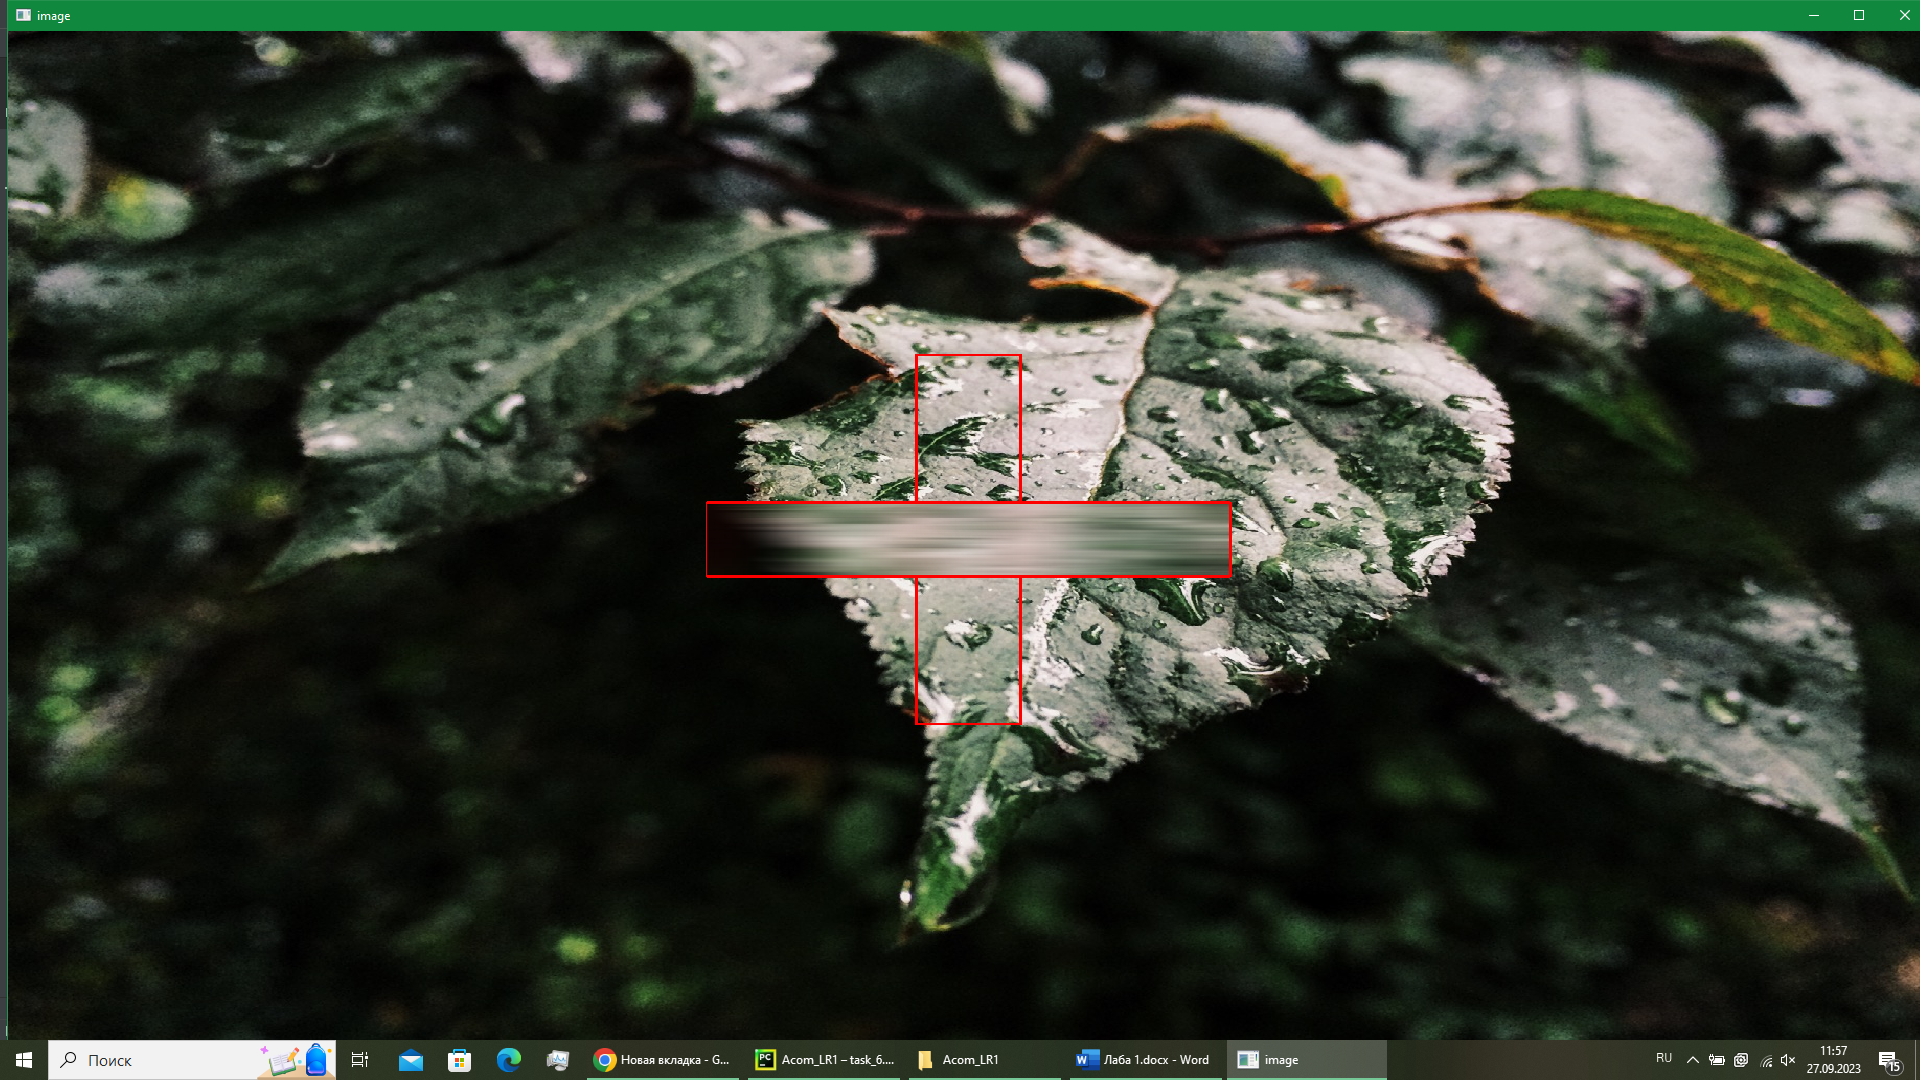 image
Поиск
Новая вкладка - G...
PC
Acom_LR1 – task_6....
Acom_LR1
W
Лаба 1.docx - Word
image
RU
11:57
27.09.2023
15